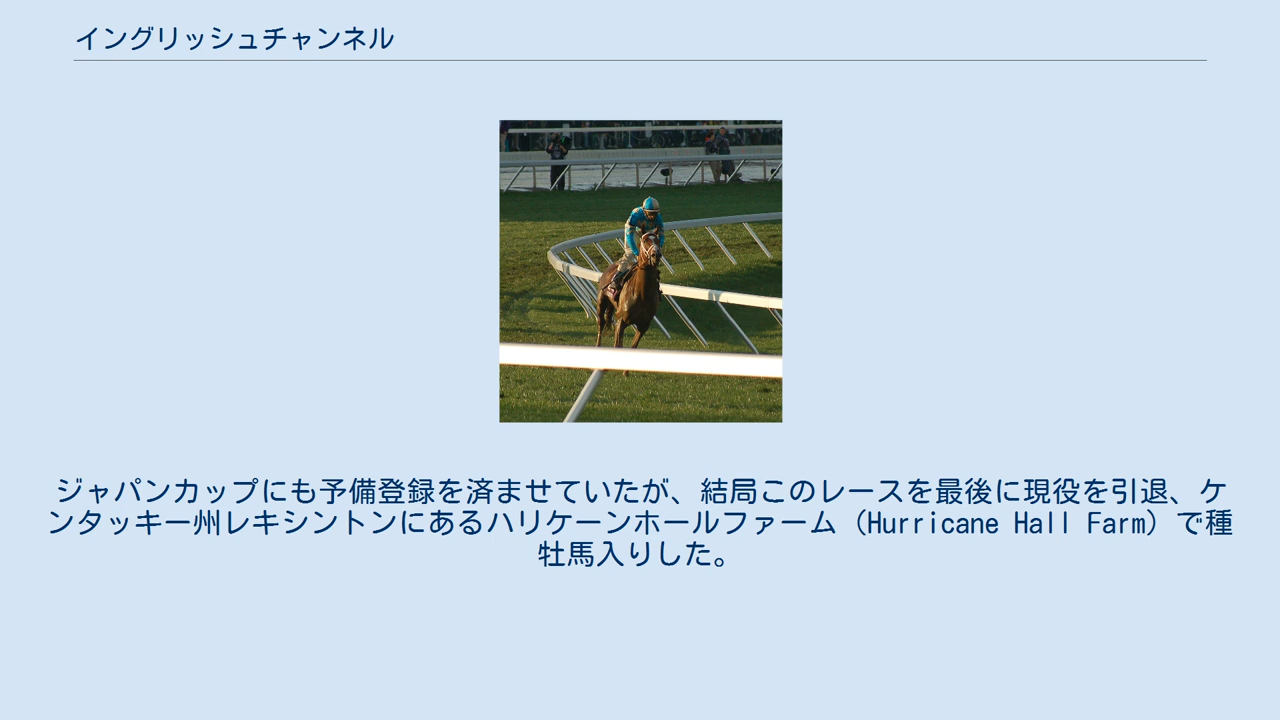 イングリッシュチャンネル
ジャパンカップにも予備登録を済ませていたが、結局このレースを最後に現役を引退、ケ
ンタッキー州レキシントンにあるハリケーンホールファーム（Hurricane Hall Farm）で種
牡馬入りした。